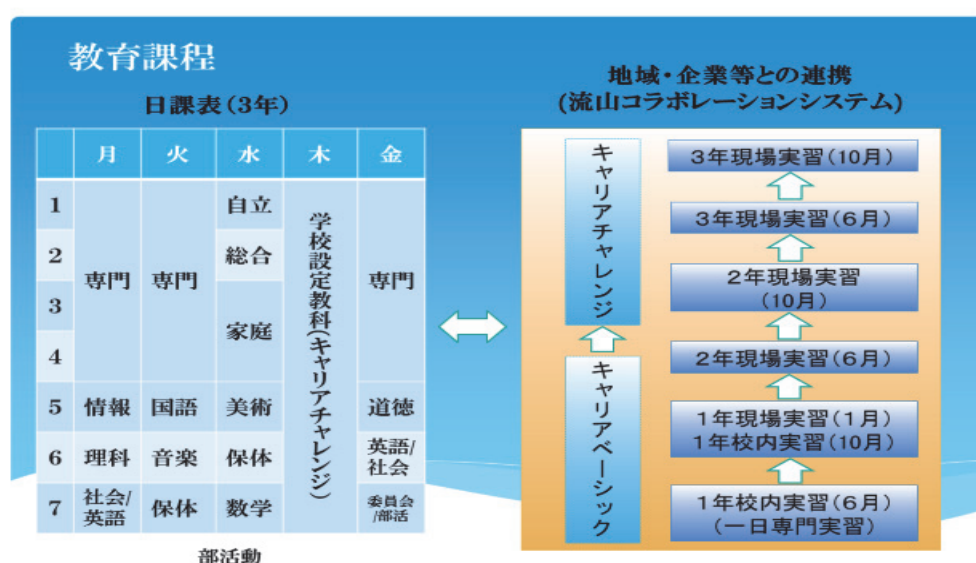 教育課程
日課表(3年)
月 火 水 木 金
1
2
3
4
5
6
7
専門
情報
理科
社会/
英語
専門
国語
音楽
保体
自立
総合
家庭
美術
保体
数学
学校設定教科(キャリアチャレンジ)
専門
道徳
英語/
社会
委員会
/部活
部活動
地域・企業等との連携
(流山コラボレーションシステム)
キャリアチャレンジ
キャリアベーシック
3年現場実習(10月)
3年現場実習(6月)
2年現場実習
(10月)
2年現場実習(6月)
1年現場実習(1月)
1年校内実習(10月)
1年校内実習(6月)
(一日専門実習)